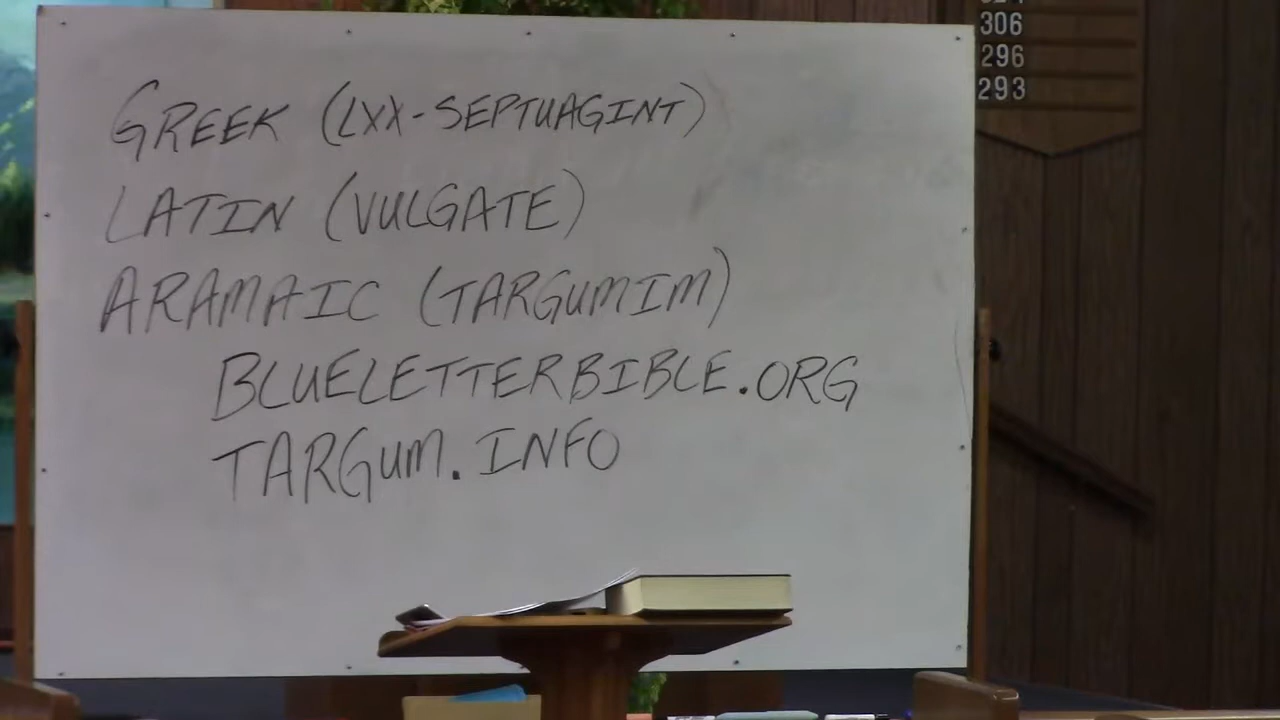 GREEK (LXX-SEPTUAGINT)
LATIN (VULGATE)
ARAMAIC (TARGUMIM)
BLUELETTERBIBLE.ORG
TARGUM.INFO
306
296
293